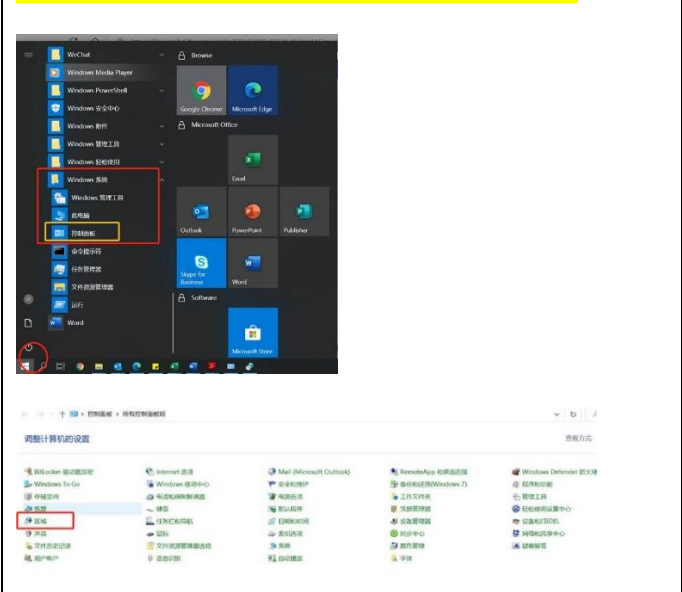 WeChat
Browse
Windows Media Player
Windows PowerShell
Windows 安全中心
Google Chrome
Microsoft Edge
Windows 附件
Microsoft Office
Windows 管理工具
Windows 轻松使用
Windows 系统
Excel
Windows 管理工具
此电脑
控制面板
Outlook
PowerPoint
Publisher
命令提示符
任务管理器
文件资源管理器
Skype for Business
Word
运行
Software
Word
Microsoft Store
控制面板 > 所有控制面板项
调整计算机的设置
查看方式
BitLocker 驱动器加密
Internet 选项
Mail (Microsoft Outlook)
RemoteApp 和桌面连接
Windows Defender 防火墙
Windows To Go
Windows 移动中心
安全和维护
备份和还原(Windows 7)
程序和功能
存储空间
电话和调制解调器
电源选项
工作文件夹
管理工具
恢复
键盘
默认程序
凭据管理器
轻松使用设置中心
区域
任务栏和导航
日期和时间
设备管理器
设备和打印机
声音
鼠标
索引选项
同步中心
网络和共享中心
文件历史记录
文件资源管理器选项
系统
颜色管理
疑难解答
用户帐户
语音识别
自动播放
字体